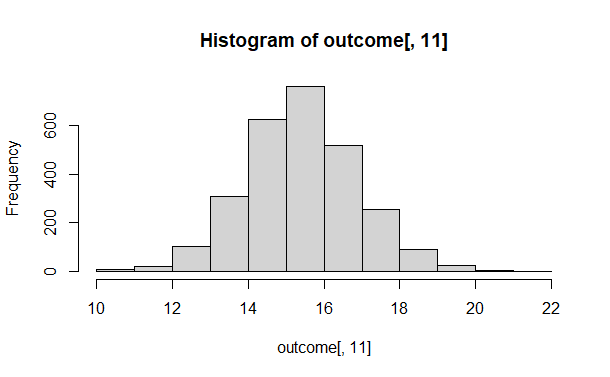 Histogram of outcome[, 11]
Frequency
0 200 400 600
10 12 14 16 18 20 22
outcome[, 11]